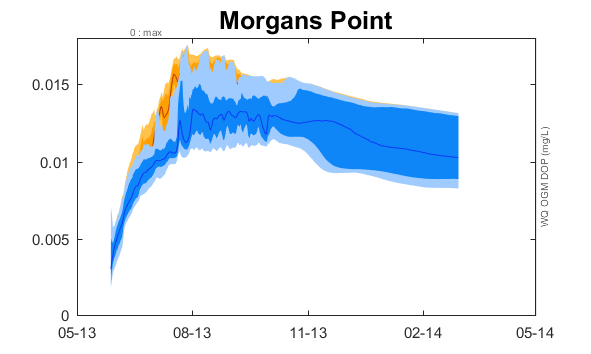 Morgans Point
0 : max
0.015
0.01
0.005
0
05-13 08-13 11-13 02-14 05-14
WQ OGM DOP (mg/L)